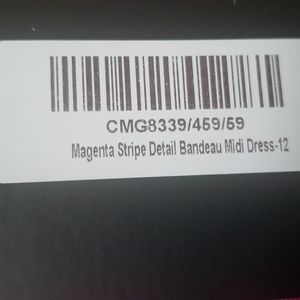 CMG8339/459/59
Magenta Stripe Detail Bandeau Midi Dress-12